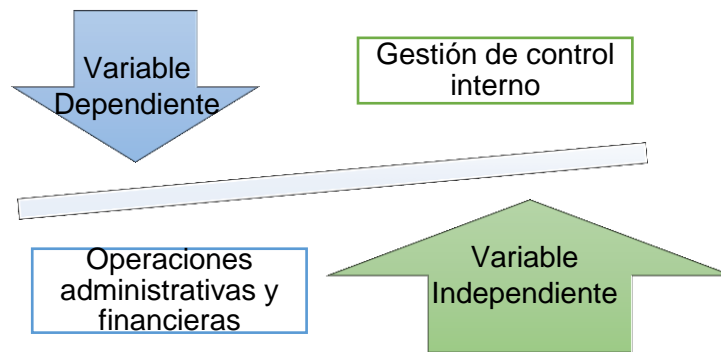 Variable
Dependiente
Gestión de control
interno
Operaciones
administrativas y
financieras
Variable
Independiente